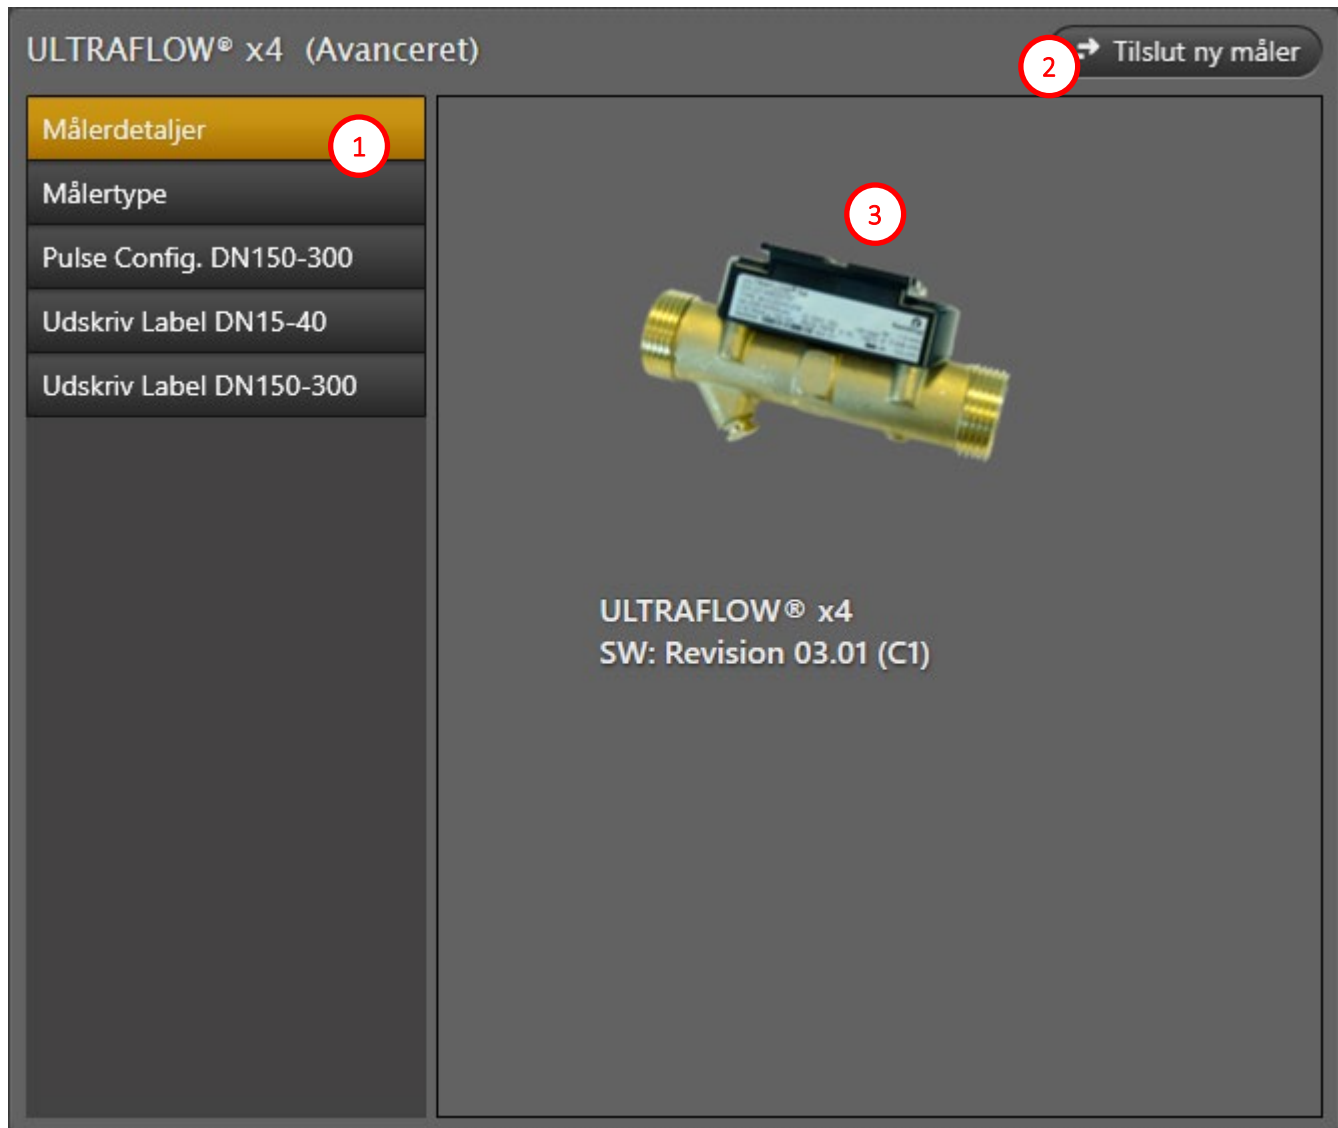 ULTRAFLOW® x4 (Avanceret)
2
Tilslut ny måler
Målerdetaljer
1
Målertype
Pulse Config. DN150-300
Udskriv Label DN15-40
Udskriv Label DN150-300
3
ULTRAFLOW® x4
SW: Revision 03.01 (C1)